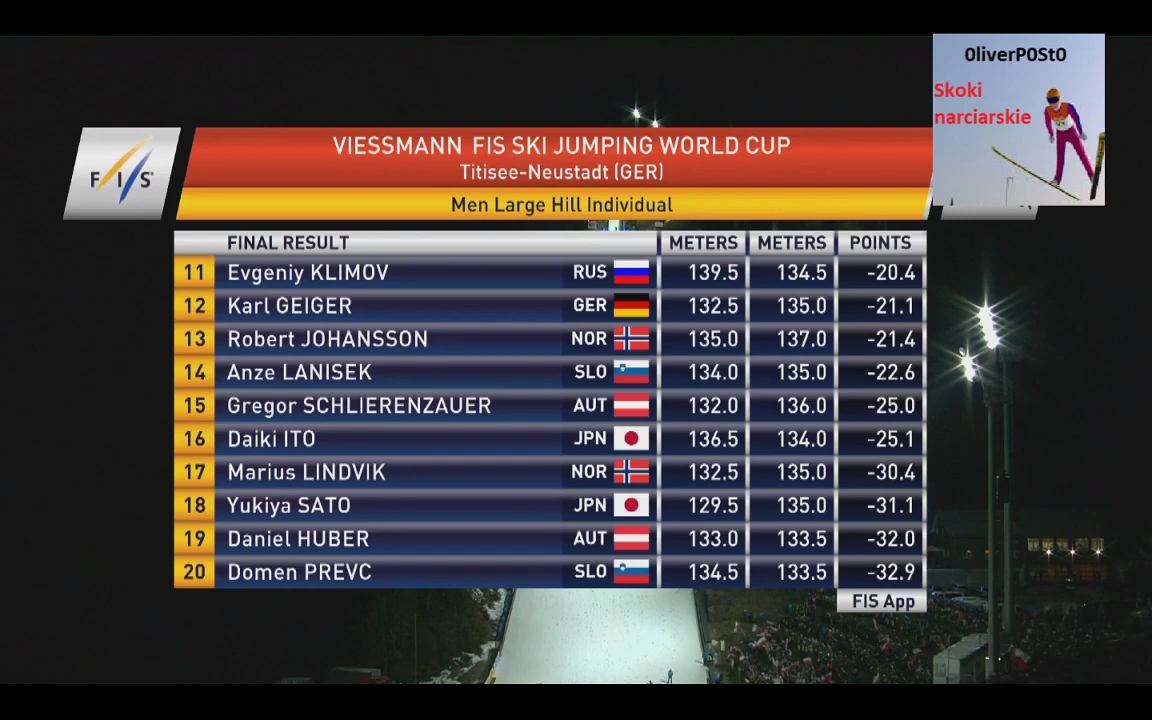 0liverP0St0
Skoki
narciarskie
FIS
VIESSMANN FIS SKI JUMPING WORLD CUP
Titisee-Neustadt (GER)
Men Large Hill Individual
FINAL RESULT METERS METERS POINTS
11 Evgeniy KLIMOV RUS 139.5 134.5 -20.4
12 Karl GEIGER GER 132.5 135.0 -21.1
13 Robert JOHANSSON NOR 135.0 137.0 -21.4
14 Anze LANISEK SLO 134.0 135.0 -22.6
15 Gregor SCHLIERENZAUER AUT 132.0 136.0 -25.0
16 Daiki ITO JPN 136.5 134.0 -25.1
17 Marius LINDVIK NOR 132.5 135.0 -30.4
18 Yukiya SATO JPN 129.5 135.0 -31.1
19 Daniel HUBER AUT 133.0 133.5 -32.0
20 Domen PREVC SLO 134.5 133.5 -32.9
FIS App